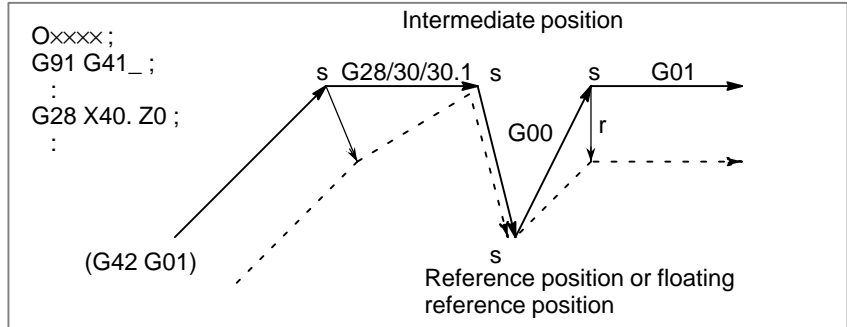 Intermediate position
O×××× ;
G91 G41_ ;
:
G28 X40. Z0 ;
:
s G28/30/30.1 s s G01
G00
r
(G42 G01)
s
Reference position or floating
reference position